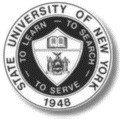 STATE UNIVERSITY OF NEW YORK
TO LEARN – TO SEARCH
– TO SERVE –
1948